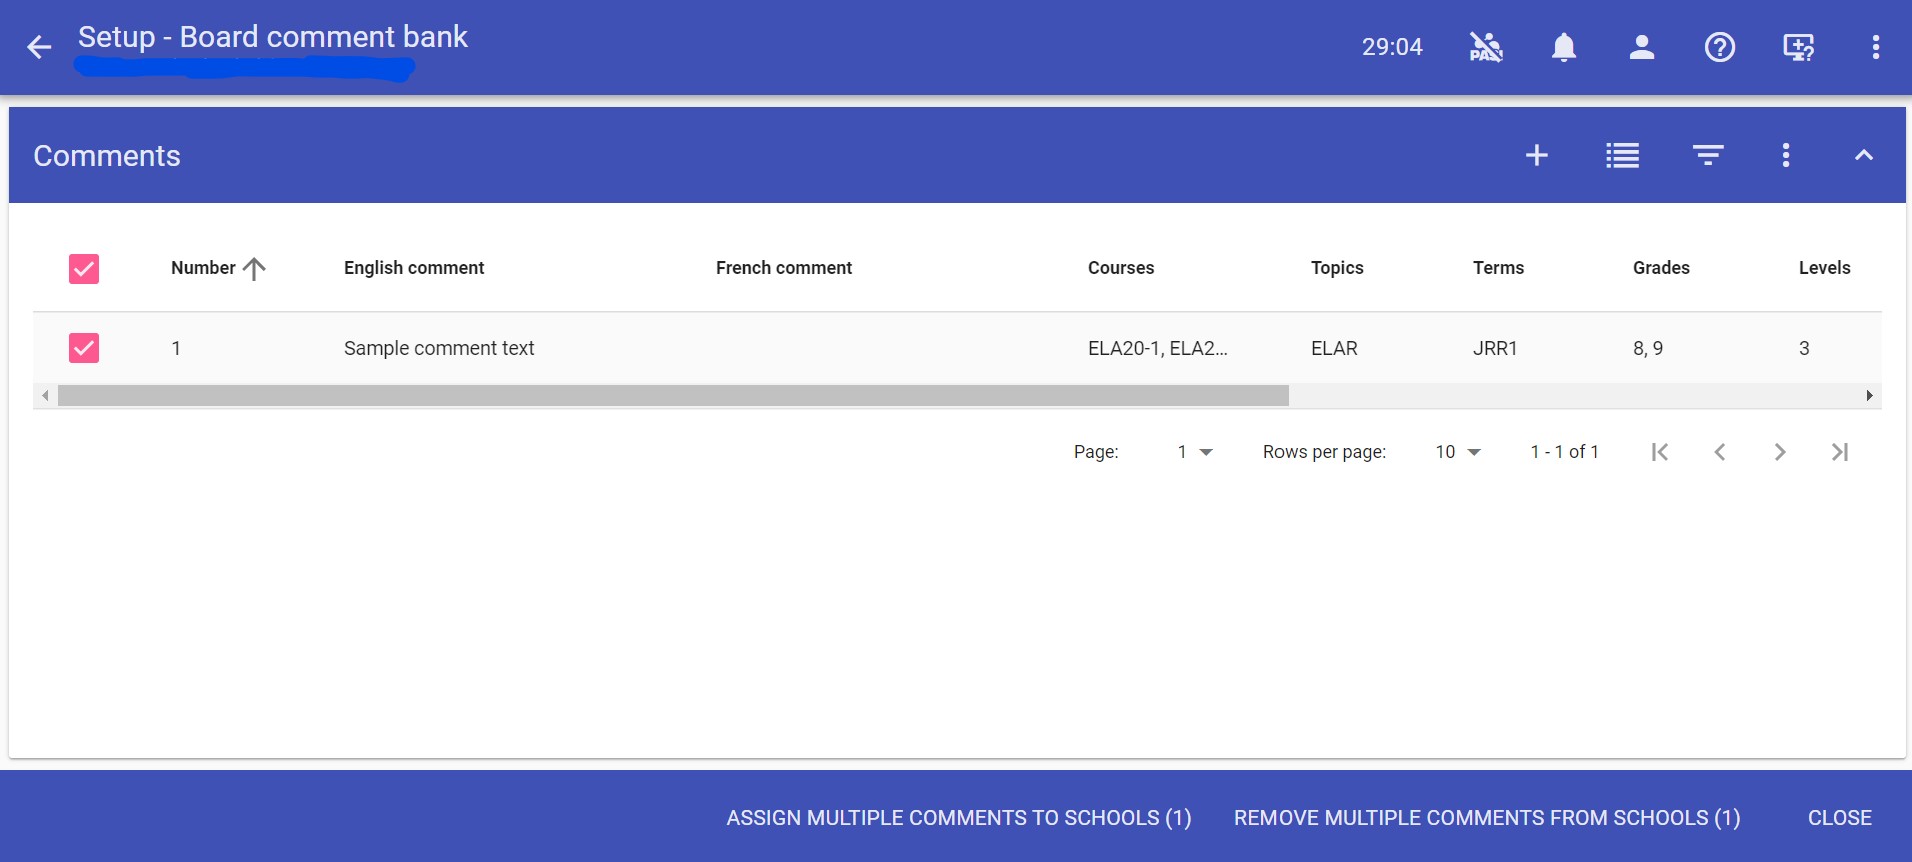 Setup - Board comment bank
29:04
PASI
Comments
Number English comment French comment Courses Topics Terms Grades Levels
1 Sample comment text ELA20-1, ELA2... ELAR JRR1 8, 9 3
Page: 1 Rows per page: 10 1 - 1 of 1
ASSIGN MULTIPLE COMMENTS TO SCHOOLS (1) REMOVE MULTIPLE COMMENTS FROM SCHOOLS (1) CLOSE